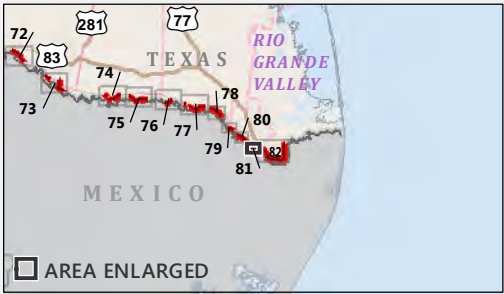 72
281
77
83
TEXAS
RIO
GRANDE
VALLEY
74
73
75
76
77
78
80
79
82
81
MEXICO
AREA ENLARGED